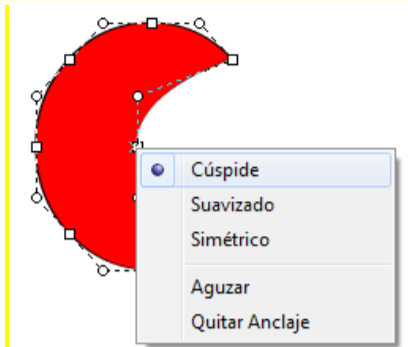 Cúspide
Suavizado
Simétrico
Aguzar
Quitar Anclaje